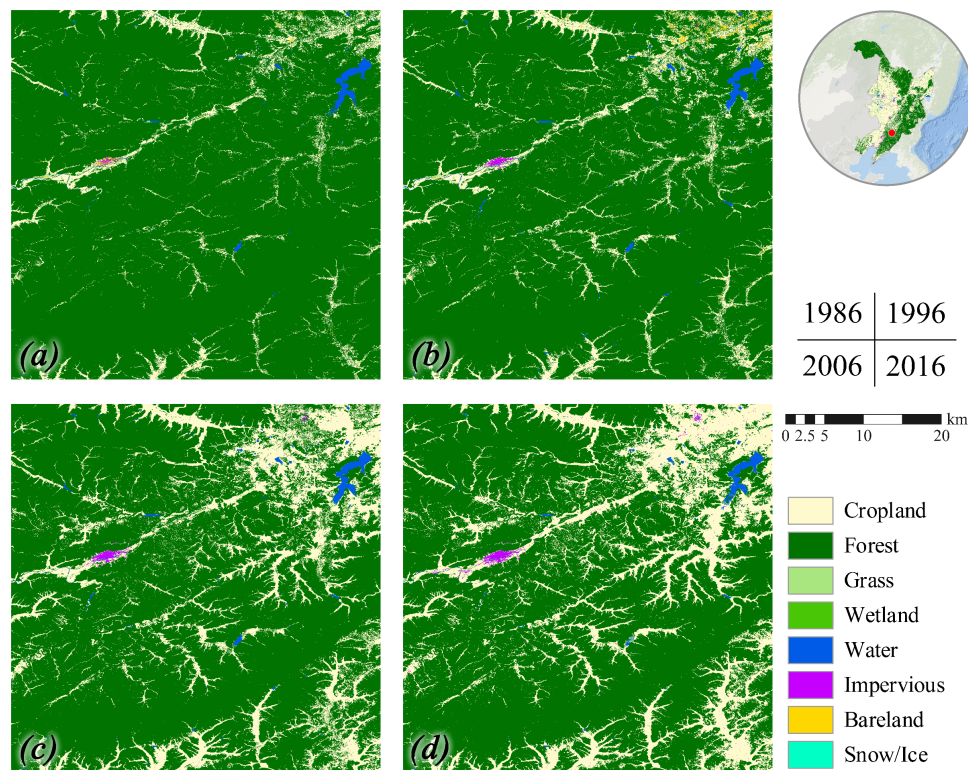 (a)
(b)
1986 1996
2006 2016
km
0 2.5 5 10 20
(c)
(d)
Cropland
Forest
Grass
Wetland
Water
Impervious
Bareland
Snow/Ice